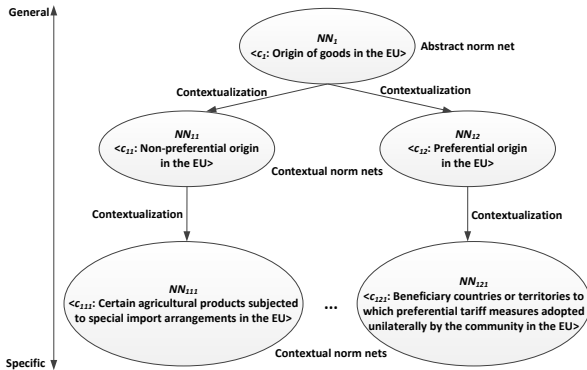 General
NN1
<c1: Origin of goods in the EU>
Abstract norm net
Contextualization
Contextualization
NN11
<c11: Non-preferential origin
in the EU>
NN12
<c12: Preferential origin
in the EU>
Contextual norm nets
Contextualization
Contextualization
NN111
<c111: Certain agricultural products subjected
to special import arrangements in the EU>
...
NN121
<c121: Beneficiary countries or territories to
which preferential tariff measures adopted
unilaterally by the community in the EU>
Contextual norm nets
Specific